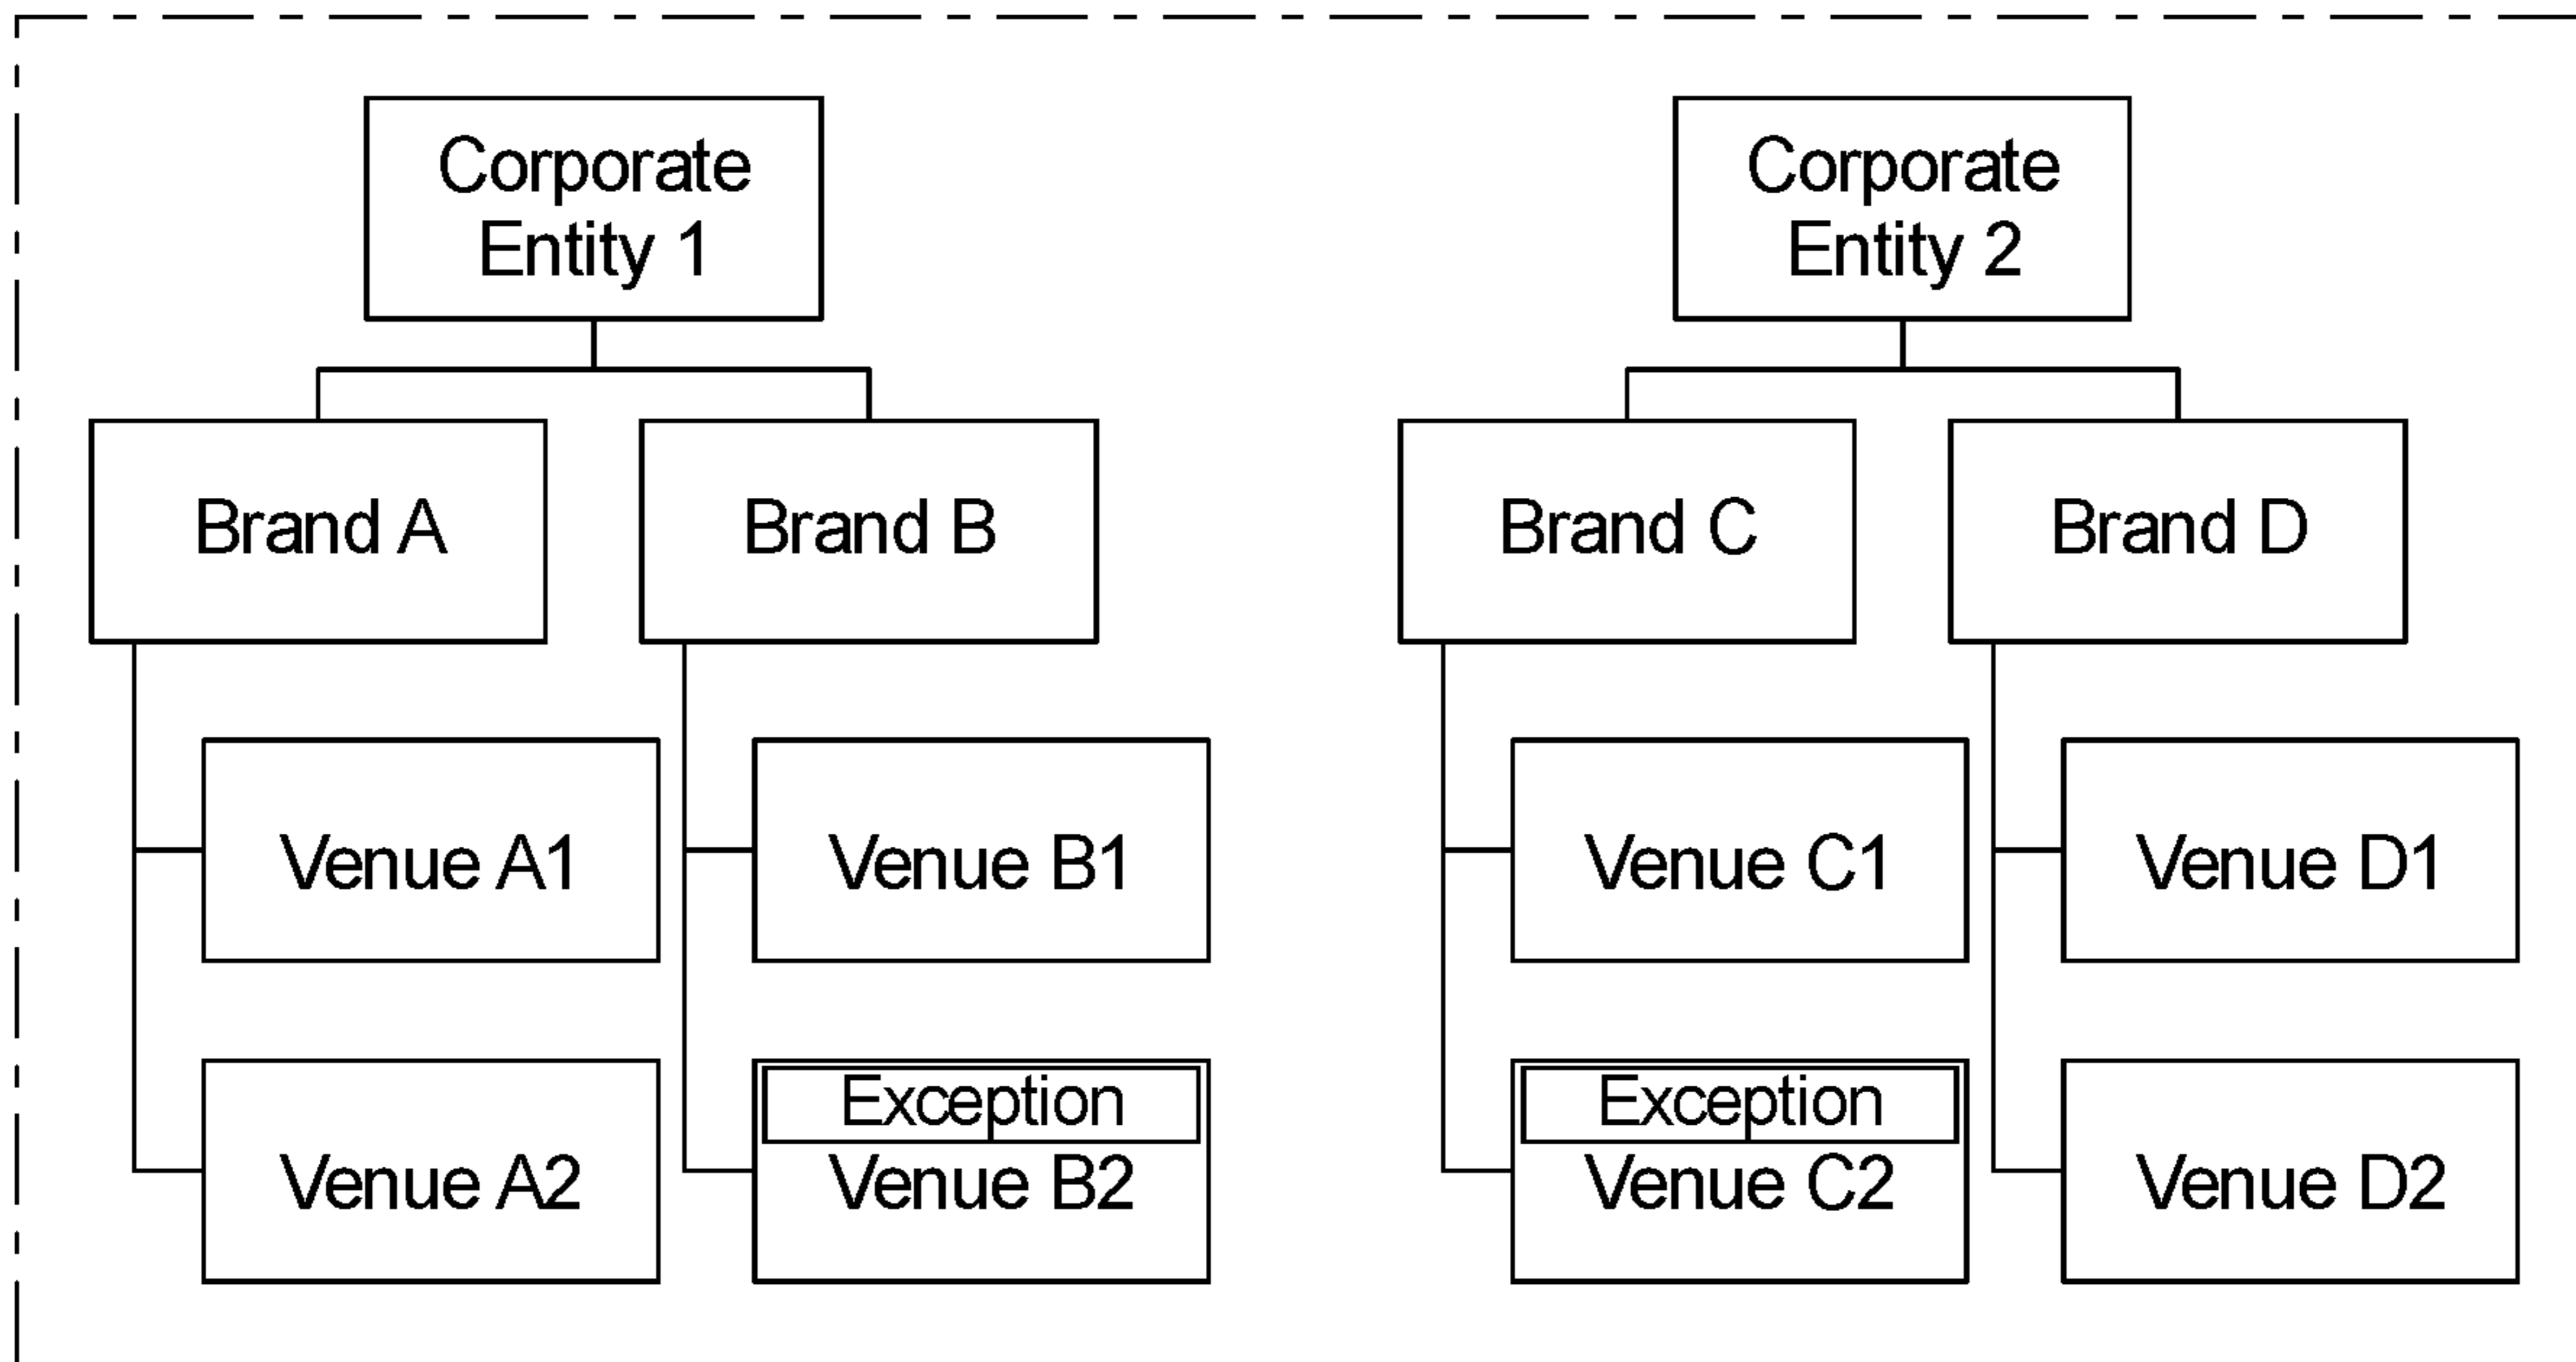 Corporate
Entity 1
Corporate
Entity 2
Brand A
Brand B
Brand C
Brand D
Venue A1
Venue B1
Venue C1
Venue D1
Venue A2
Exception
Venue B2
Exception
Venue C2
Venue D2